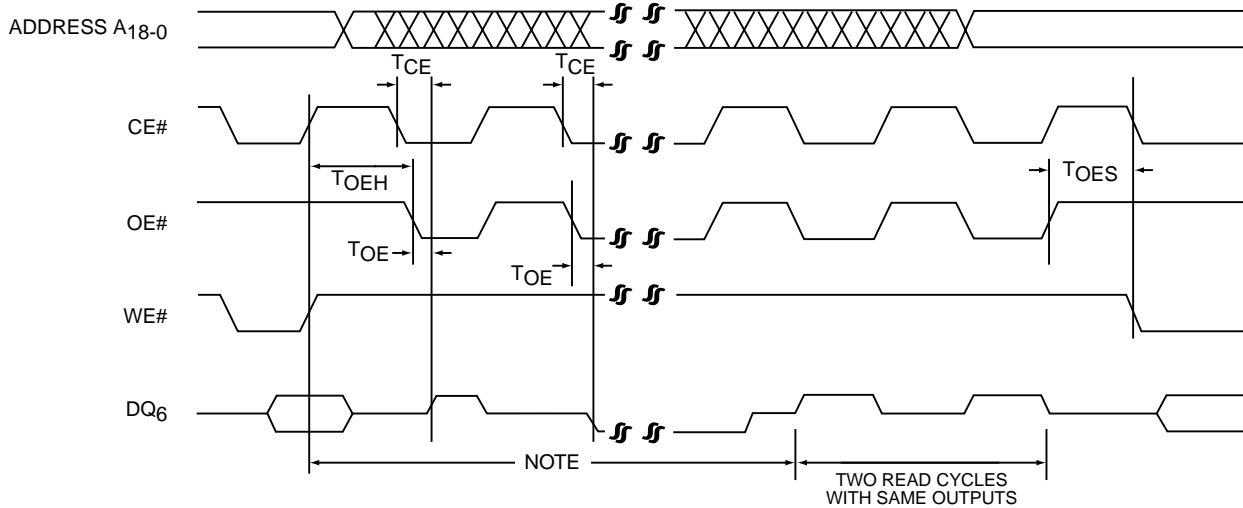 ADDRESS A18-0
TCE
TCE
CE#
TOEH
TOES
OE#
TOE
TOE
WE#
DQ6
NOTE
TWO READ CYCLES
WITH SAME OUTPUTS